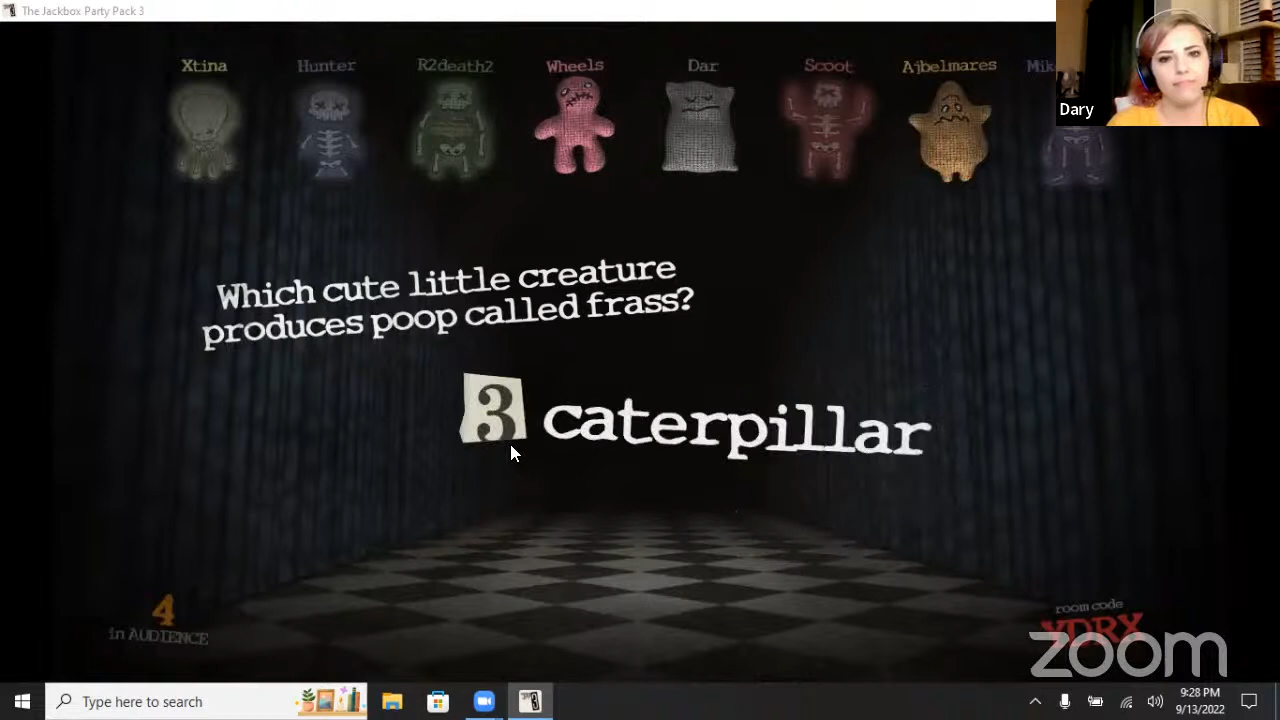 The Jackbox Party Pack 3
Xtina
Hunter
R2death2
Wheels
Dar
Scoot
Ajbelmares
Dary
Which cute little creature
produces poop called frass?
3 caterpillar
4
in AUDIENCE
room code
YDRX
zoom
Type here to search
9:28 PM
9/13/2022